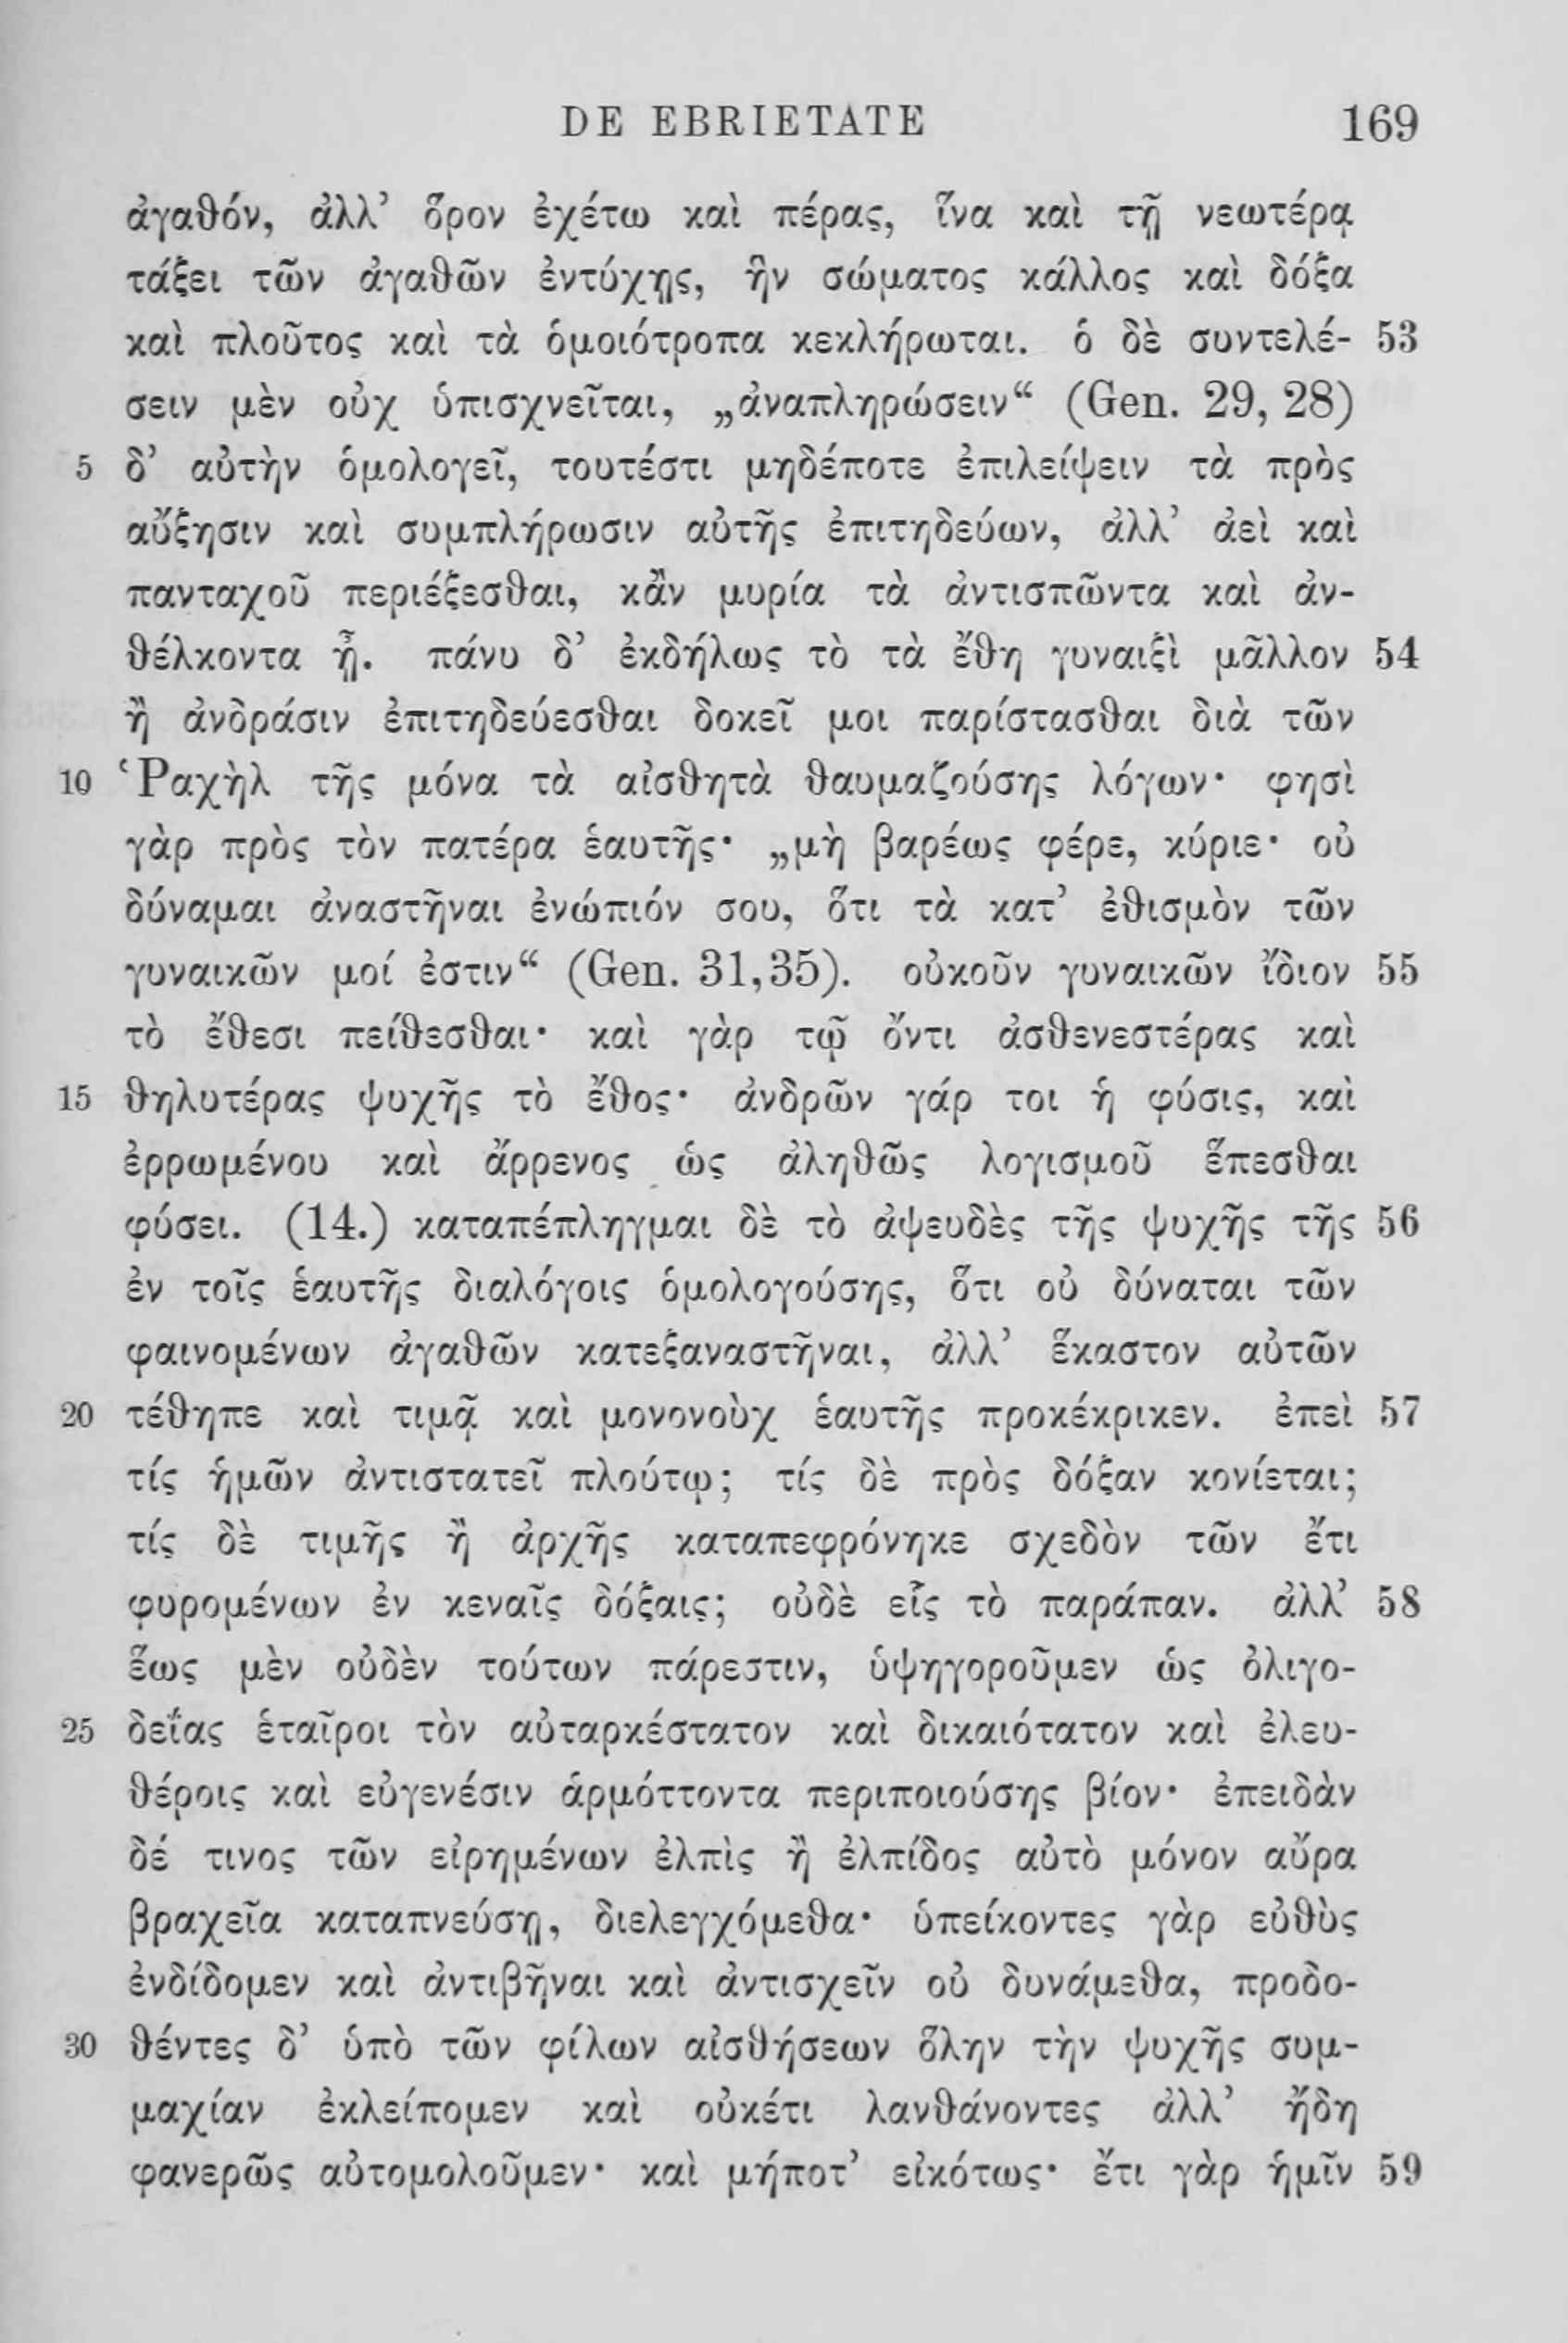 DE EBRIETATE 169
ἀγαθόν, ἀλλ’ ὅρον ἐχέτω καὶ πέρας, ἵνα καὶ τῇ νεωτέρᾳ
τάξει τῶν ἀγαθῶν ἐντύχῃς, ἣν σώματος κάλλος καὶ δόξα
καὶ πλοῦτος καὶ τὰ ὁμοιότροπα κεκλήρωται. ὁ δὲ συντελέ- 53
σειν μὲν οὐχ ὑπισχνεῖται, „ἀναπληρώσειν“ (Gen. 29, 28)
5 δ’ αὐτὴν ὁμολογεῖ, τουτέστι μηδέποτε ἐπιλείψειν τὰ πρὸς
αὔξησιν καὶ συμπλήρωσιν αὐτῆς ἐπιτηδεύων, ἀλλ’ ἀεὶ καὶ
πανταχοῦ περιέξεσθαι, κἂν μυρία τὰ ἀντισπῶντα καὶ ἀν-
θέλκοντα ᾖ. πάνυ δ’ ἐκδήλως τὸ τὰ ἔθη γυναιξὶ μᾶλλον 54
ἢ ἀνδράσιν ἐπιτηδεύεσθαι δοκεῖ μοι παρίστασθαι διὰ τῶν
10 Ῥαχὴλ τῆς μόνα τὰ αἰσθητὰ θαυμαζούσης λόγων· φησὶ
γὰρ πρὸς τὸν πατέρα ἑαυτῆς· „μὴ βαρέως φέρε, κύριε· οὐ
δύναμαι ἀναστῆναι ἐνώπιόν σου, ὅτι τὰ κατ’ ἐθισμὸν τῶν
γυναικῶν μοί ἐστιν“ (Gen. 31,35). οὐκοῦν γυναικῶν ἴδιον 55
τὸ ἔθεσι πείθεσθαι· καὶ γὰρ τῷ ὄντι ἀσθενεστέρας καὶ
15 θηλυτέρας ψυχῆς τὸ ἔθος· ἀνδρῶν γάρ τοι ἡ φύσις, καὶ
ἐρρωμένου καὶ ἄρρενος ὡς ἀληθῶς λογισμοῦ ἕπεσθαι
φύσει. (14.) καταπέπληγμαι δὲ τὸ ἀψευδὲς τῆς ψυχῆς τῆς 56
ἐν τοῖς ἑαυτῆς διαλόγοις ὁμολογούσης, ὅτι οὐ δύναται τῶν
φαινομένων ἀγαθῶν κατεξαναστῆναι, ἀλλ’ ἕκαστον αὐτῶν
20 τέθηπε καὶ τιμᾷ καὶ μονονοὺχ ἑαυτῆς προκέκρικεν. ἐπεὶ 57
τίς ἡμῶν ἀντιστατεῖ πλούτῳ; τίς δὲ πρὸς δόξαν κονίεται;
τίς δὲ τιμῆς ἢ ἀρχῆς καταπεφρόνηκε σχεδὸν τῶν ἔτι
φυρομένων ἐν κεναῖς δόξαις; οὐδὲ εἷς τὸ παράπαν. ἀλλ’ 58
ἕως μὲν οὐδὲν τούτων πάρεστιν, ὑψηγοροῦμεν ὡς ὀλιγο-
25 δεΐας ἑταῖροι τὸν αὐταρκέστατον καὶ δικαιότατον καὶ ἐλευ-
θέροις καὶ εὐγενέσιν ἁρμόττοντα περιποιούσης βίον· ἐπειδὰν
δέ τινος τῶν εἰρημένων ἐλπὶς ἢ ἐλπίδος αὐτὸ μόνον αὔρα
βραχεῖα καταπνεύσῃ, διελεγχόμεθα· ὑπείκοντες γὰρ εὐθὺς
ἐνδίδομεν καὶ ἀντιβῆναι καὶ ἀντισχεῖν οὐ δυνάμεθα, προδο-
30 θέντες δ’ ὑπὸ τῶν φίλων αἰσθήσεων ὅλην τὴν ψυχῆς συμ-
μαχίαν ἐκλείπομεν καὶ οὐκέτι λανθάνοντες ἀλλ’ ἤδη
φανερῶς αὐτομολοῦμεν· καὶ μήποτ’ εἰκότως· ἔτι γὰρ ἡμῖν 59